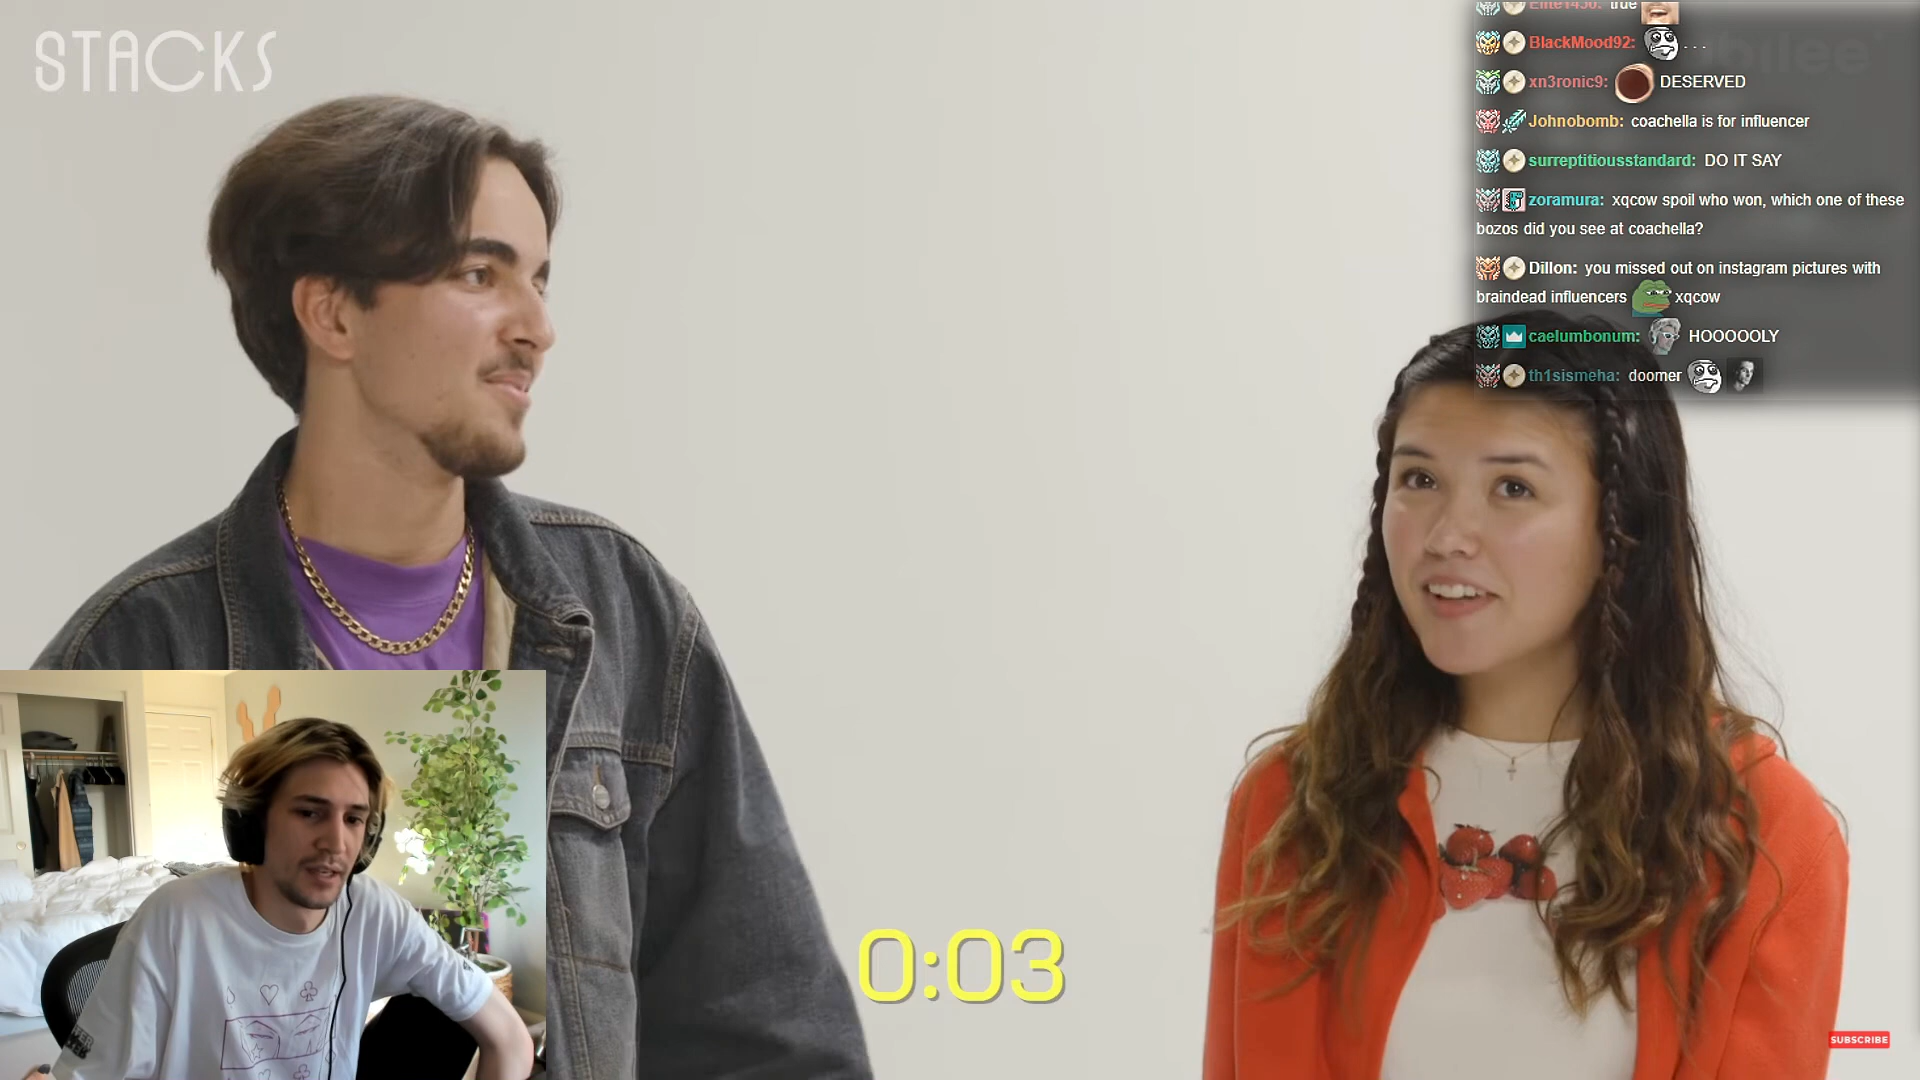 STACKS
Elite1430: true
BlackMood92: ...
xn3ronic9: DESERVED
Johnobomb: coachella is for influencer
surreptitiousstandard: DO IT SAY
zoramura: xqcow spoil who won, which one of these
bozos did you see at coachella?
Dillon: you missed out on instagram pictures with
braindead influencers xqcow
caelumbonum: HOOOOOLY
th1sismeha: doomer
0:03
SUBSCRIBE